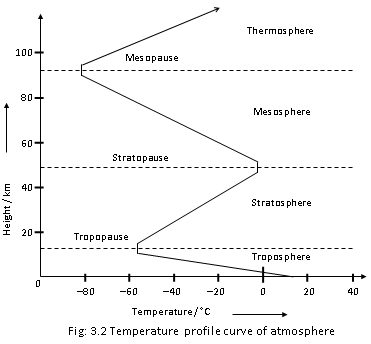 Thermosphere
100
Mesopause
80
Mesosphere
60
Stratopause
40
Stratosphere
20
Tropopause
Troposphere
Height / km
0
−80 −60 −40 −20 0 20 40
Temperature/°C
Fig: 3.2 Temperature profile curve of atmosphere